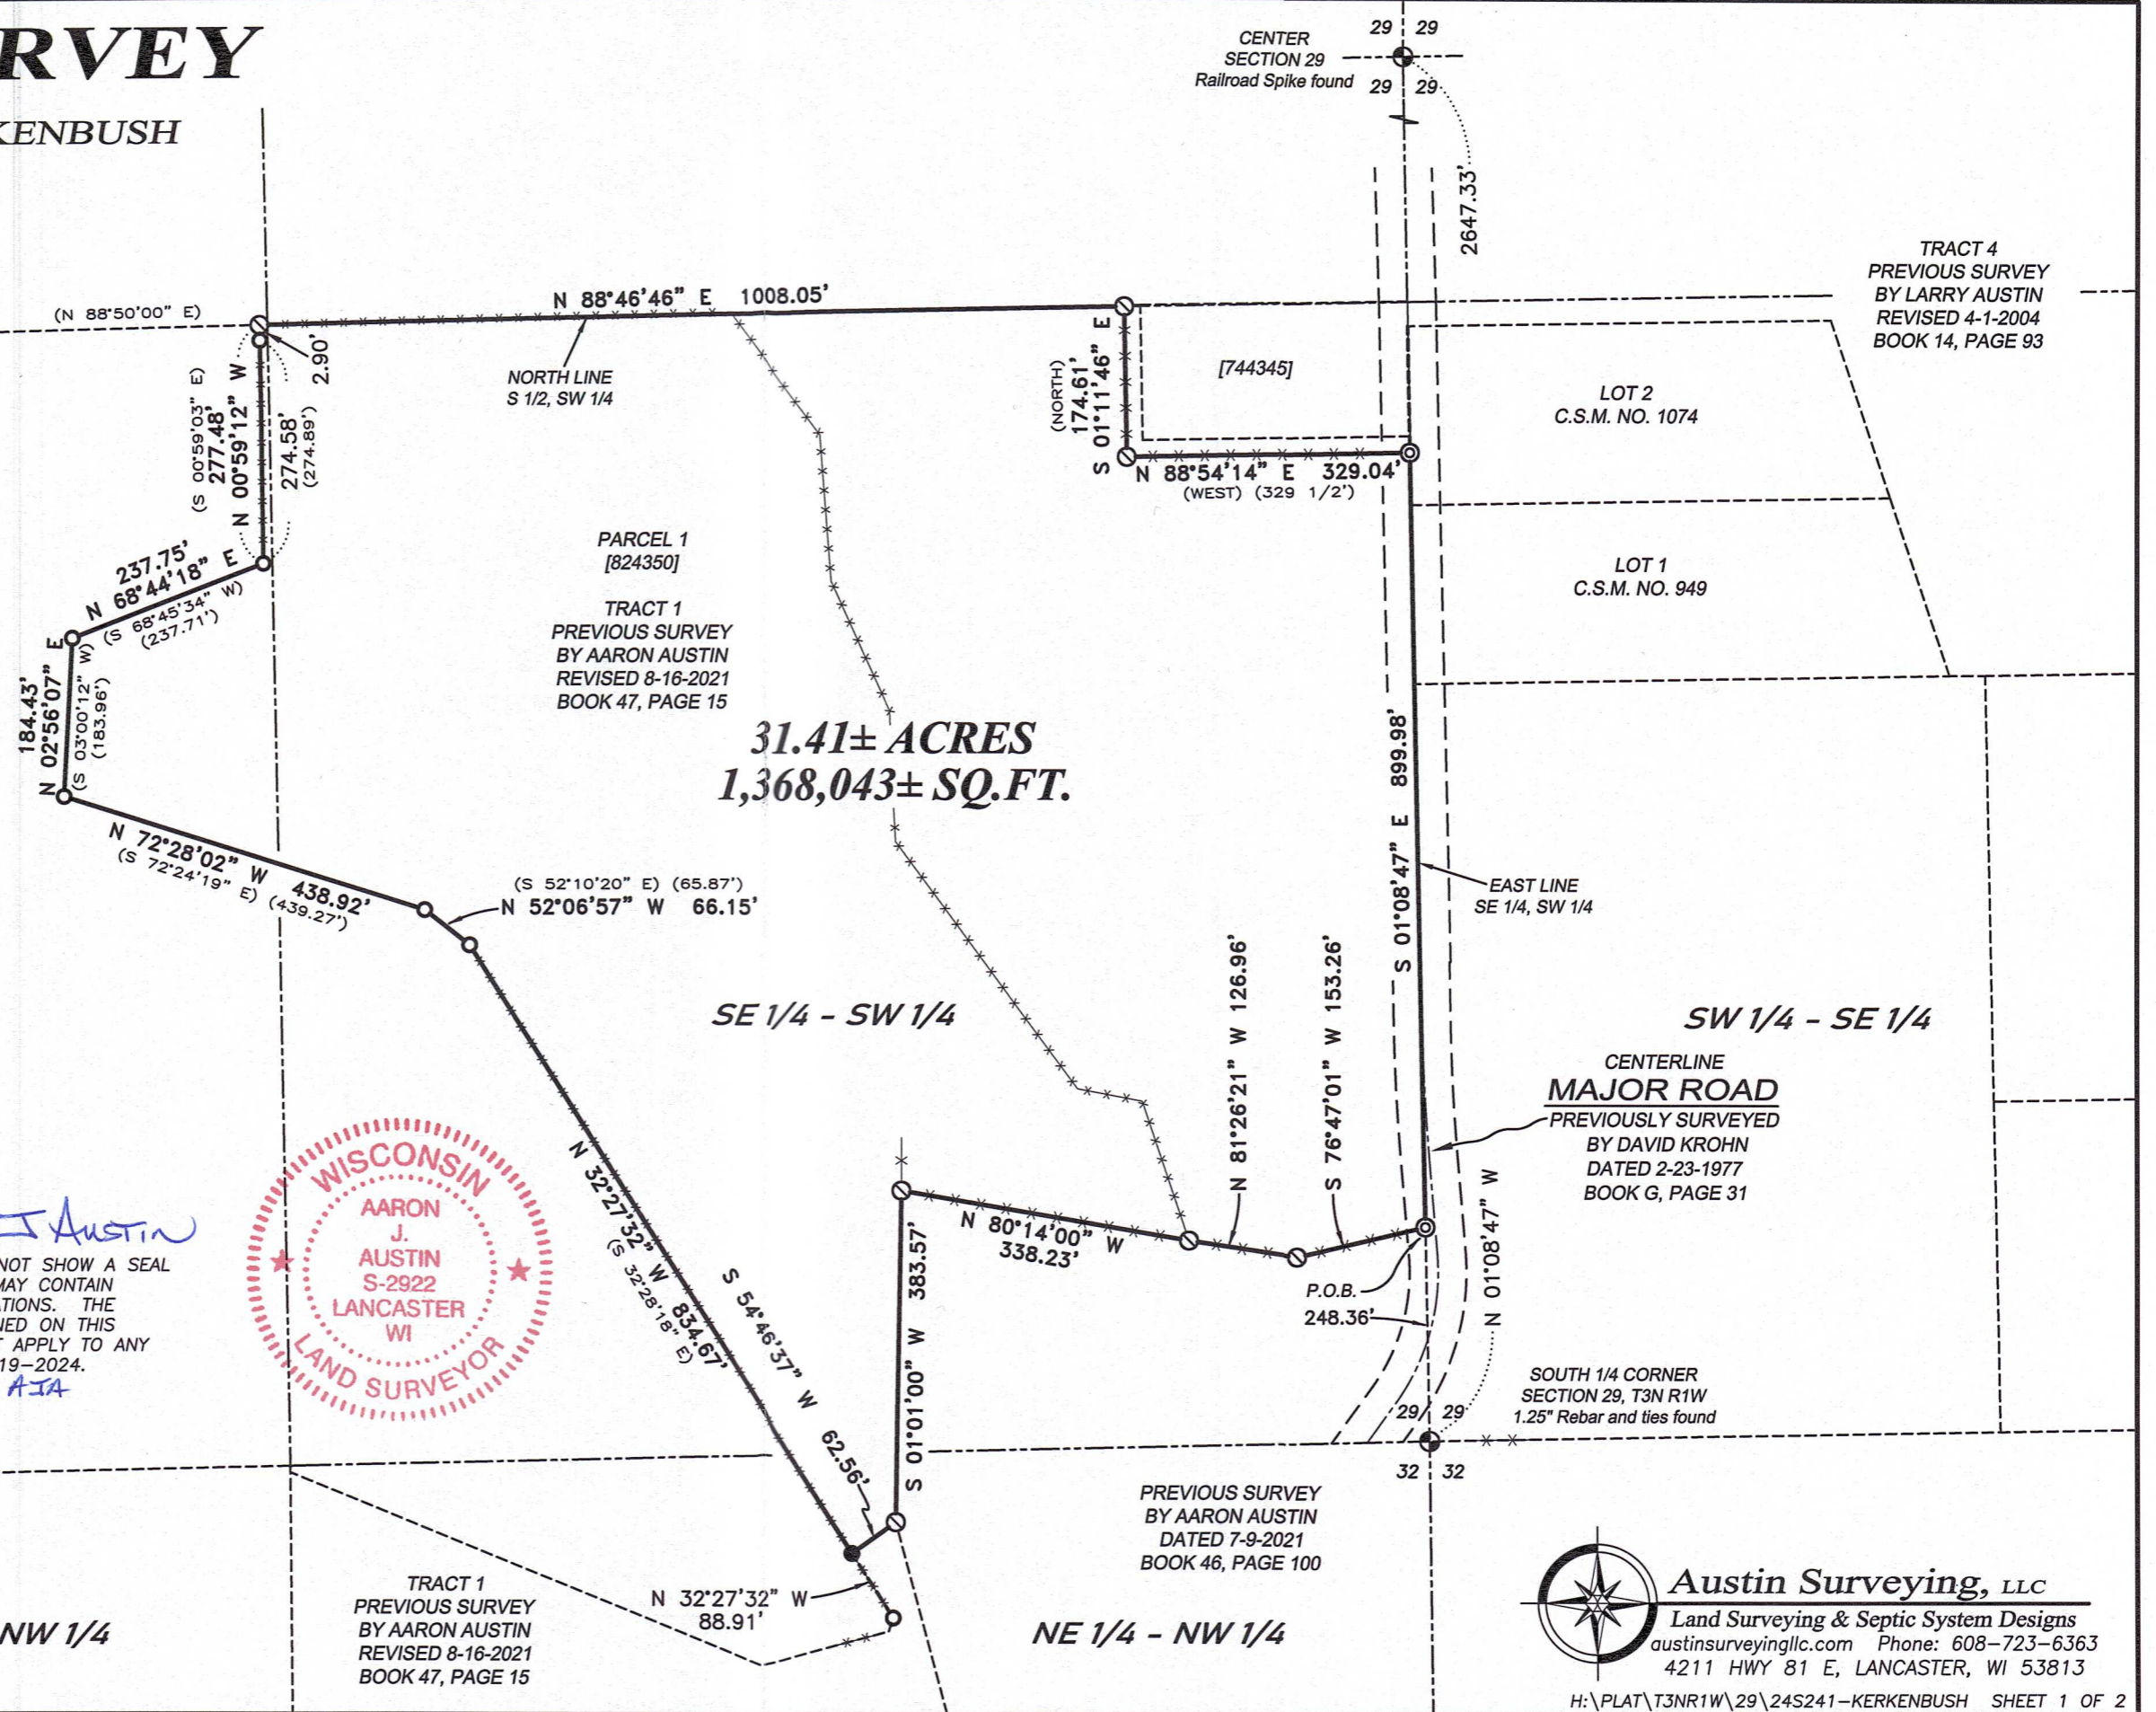 RVEY
KENBUSH
CENTER
SECTION 29
Railroad Spike found
29 29
29 29
2647.33'
TRACT 4
PREVIOUS SURVEY
BY LARRY AUSTIN
REVISED 4-1-2004
BOOK 14, PAGE 93
(N 88°50'00" E)
N 88°46'46" E 1008.05'
NORTH LINE
S 1/2, SW 1/4
2.90'
(S 00°59'03" E)
277.48'
N 00°59'12" W
274.58'
(274.89')
(NORTH)
174.61'
S 01°11'46" E
[744345]
N 88°54'14" E 329.04'
(WEST) (329 1/2')
LOT 2
C.S.M. NO. 1074
LOT 1
C.S.M. NO. 949
237.75'
N 68°44'18" E
(S 68°45'34" W)
(237.71')
184.43'
N 02°56'07" E
(S 03°00'12" W)
(183.96')
PARCEL 1
[824350]
TRACT 1
PREVIOUS SURVEY
BY AARON AUSTIN
REVISED 8-16-2021
BOOK 47, PAGE 15
31.41± ACRES
1,368,043± SQ.FT.
N 72°28'02" W 438.92'
(S 72°24'19" E) (439.27')
(S 52°10'20" E) (65.87')
N 52°06'57" W 66.15'
S 01°08'47" E 899.98'
EAST LINE
SE 1/4, SW 1/4
SE 1/4 - SW 1/4
SW 1/4 - SE 1/4
N 81°26'21" W 126.96'
S 76°47'01" W 153.26'
CENTERLINE
MAJOR ROAD
PREVIOUSLY SURVEYED
BY DAVID KROHN
DATED 2-23-1977
BOOK G, PAGE 31
N 01°08'47" W
N 80°14'00" W
338.23'
P.O.B.
248.36'
S 01°01'00" W 383.57'
N 32°27'32" W 834.67'
(S 32°28'18" E)
S 54°46'37" W 62.56'
WISCONSIN
AARON
J.
AUSTIN
S-2922
LANCASTER
WI
LAND SURVEYOR
J AUSTIN
NOT SHOW A SEAL
MAY CONTAIN
TIONS. THE
NED ON THIS
T APPLY TO ANY
19-2024.
AJA
SOUTH 1/4 CORNER
SECTION 29, T3N R1W
1.25" Rebar and ties found
29 29
32 32
PREVIOUS SURVEY
BY AARON AUSTIN
DATED 7-9-2021
BOOK 46, PAGE 100
N 32°27'32" W
88.91'
TRACT 1
PREVIOUS SURVEY
BY AARON AUSTIN
REVISED 8-16-2021
BOOK 47, PAGE 15
NW 1/4
NE 1/4 - NW 1/4
Austin Surveying, LLC
Land Surveying & Septic System Designs
austinsurveyingllc.com Phone: 608-723-6363
4211 HWY 81 E, LANCASTER, WI 53813
H:\PLAT\T3NR1W\29\24S241-KERKENBUSH SHEET 1 OF 2